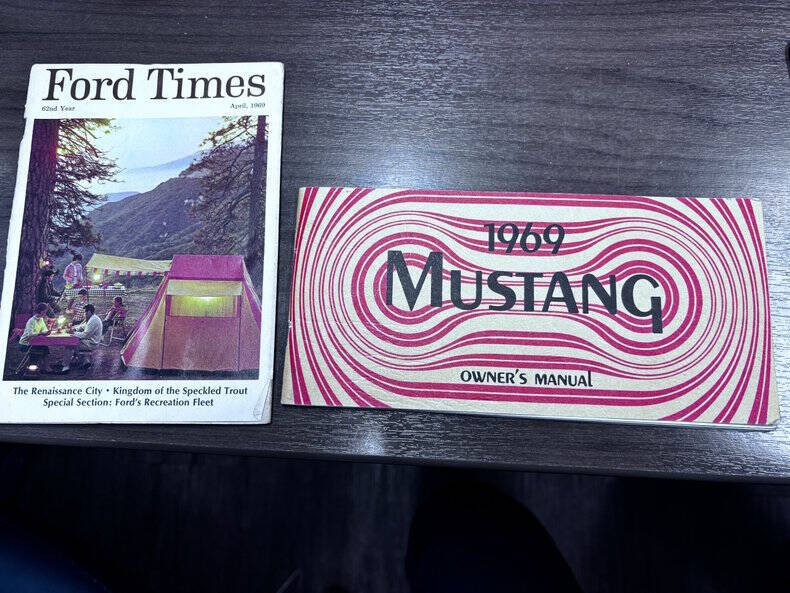 Ford Times
62nd Year April, 1969
The Renaissance City • Kingdom of the Speckled Trout
Special Section: Ford's Recreation Fleet
1969
MUSTANG
OWNER'S MANUAL